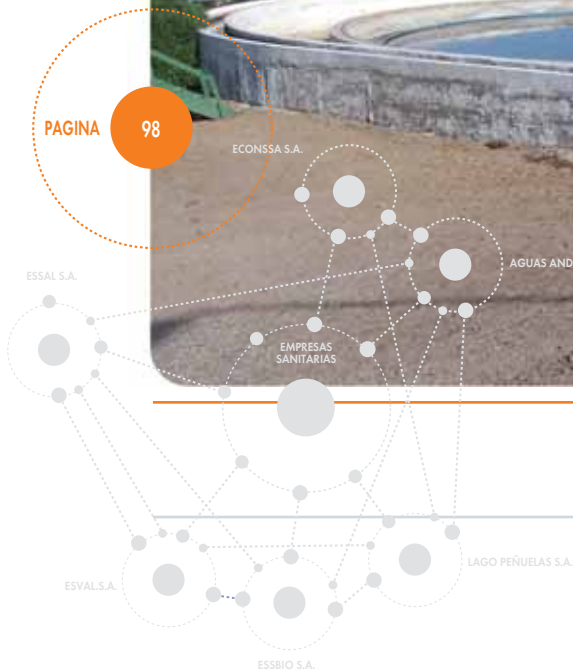 PAGINA 98
ECONSSA S.A.
AGUAS AND
ESSAL S.A.
EMPRESAS
SANITARIAS
LAGO PEÑUELAS S.A.
ESVAL.S.A.
ESSBIO S.A.